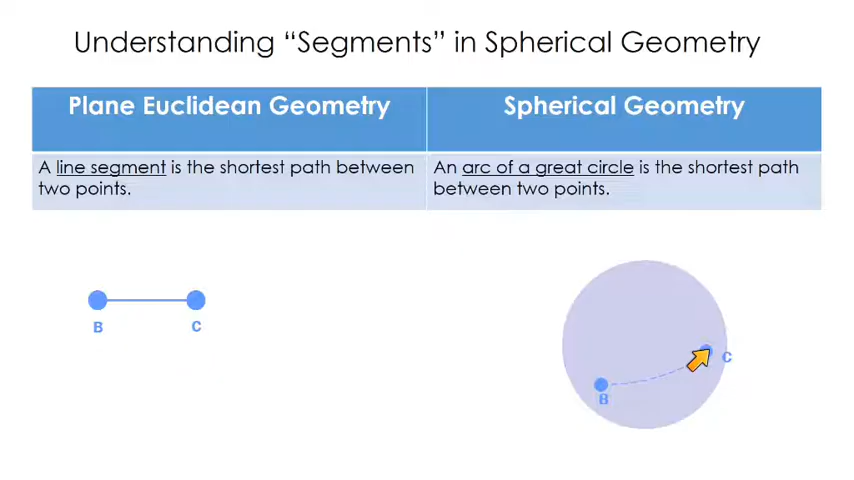 Understanding “Segments” in Spherical Geometry
Plane Euclidean Geometry
Spherical Geometry
A line segment is the shortest path between
two points.
An arc of a great circle is the shortest path
between two points.
B
C
B
C